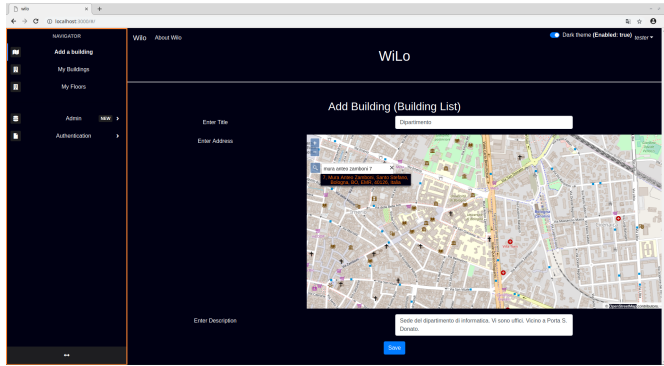 wilo
localhost:3000/#/
NAVIGATOR
Add a building
My Buildings
My Floors
Admin NEW
Authentication
Wilo About Wilo
Dark theme (Enabled: true) tester
WiLo
Add Building (Building List)
Enter Title
Dipartimento
Enter Address
mura anteo zamboni 7
7, Mura Anteo Zamboni, Santo Stefano,
Bologna, BO, EMR, 40126, Italia
© OpenStreetMap contributors.
Enter Description
Sede del dipartimento di informatica. Vi sono uffici. Vicino a Porta S.
Donato.
Save